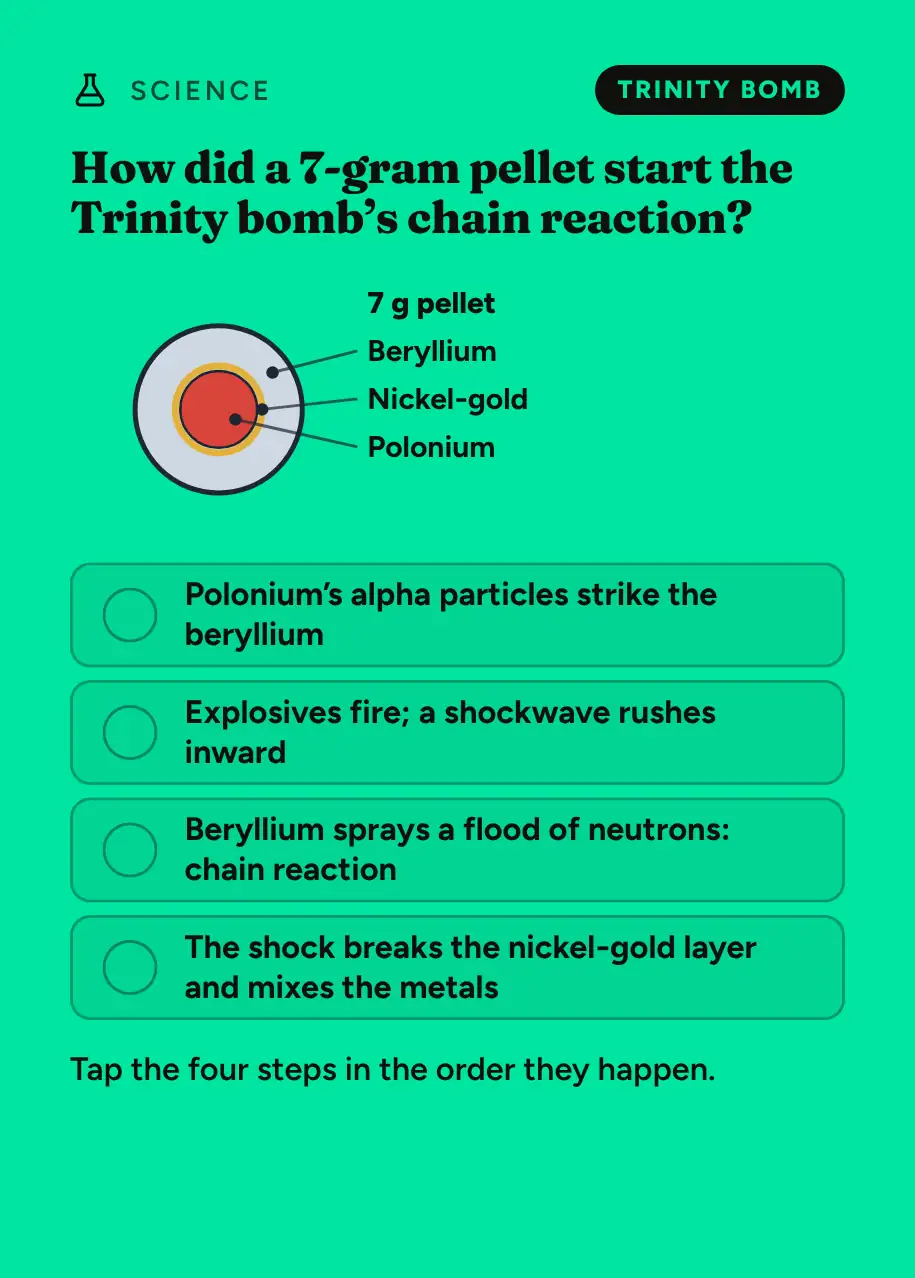 SCIENCE
TRINITY BOMB
How did a 7-gram pellet start the
Trinity bomb’s chain reaction?
7 g pellet
Beryllium
Nickel-gold
Polonium
Polonium’s alpha particles strike the
beryllium
Explosives fire; a shockwave rushes
inward
Beryllium sprays a flood of neutrons:
chain reaction
The shock breaks the nickel-gold layer
and mixes the metals
Tap the four steps in the order they happen.